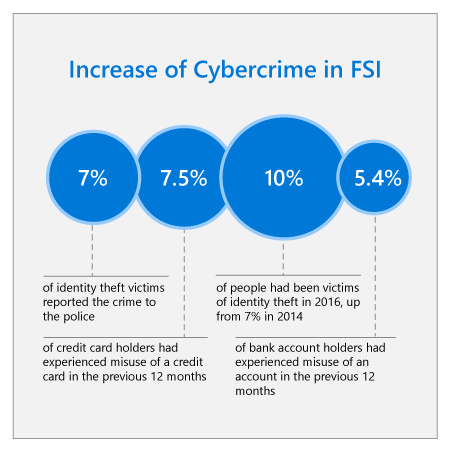 Increase of Cybercrime in FSI
7%
7.5%
10%
5.4%
of identity theft victims
reported the crime to
the police
of people had been victims
of identity theft in 2016, up
from 7% in 2014
of credit card holders had
experienced misuse of a credit
card in the previous 12 months
of bank account holders had
experienced misuse of an
account in the previous 12
months